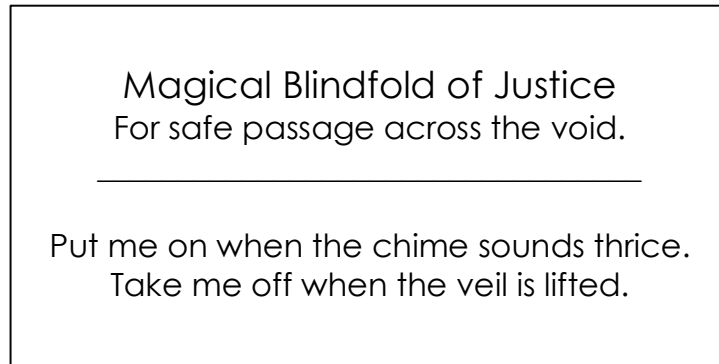 Magical Blindfold of Justice
For safe passage across the void.
Put me on when the chime sounds thrice.
Take me off when the veil is lifted.